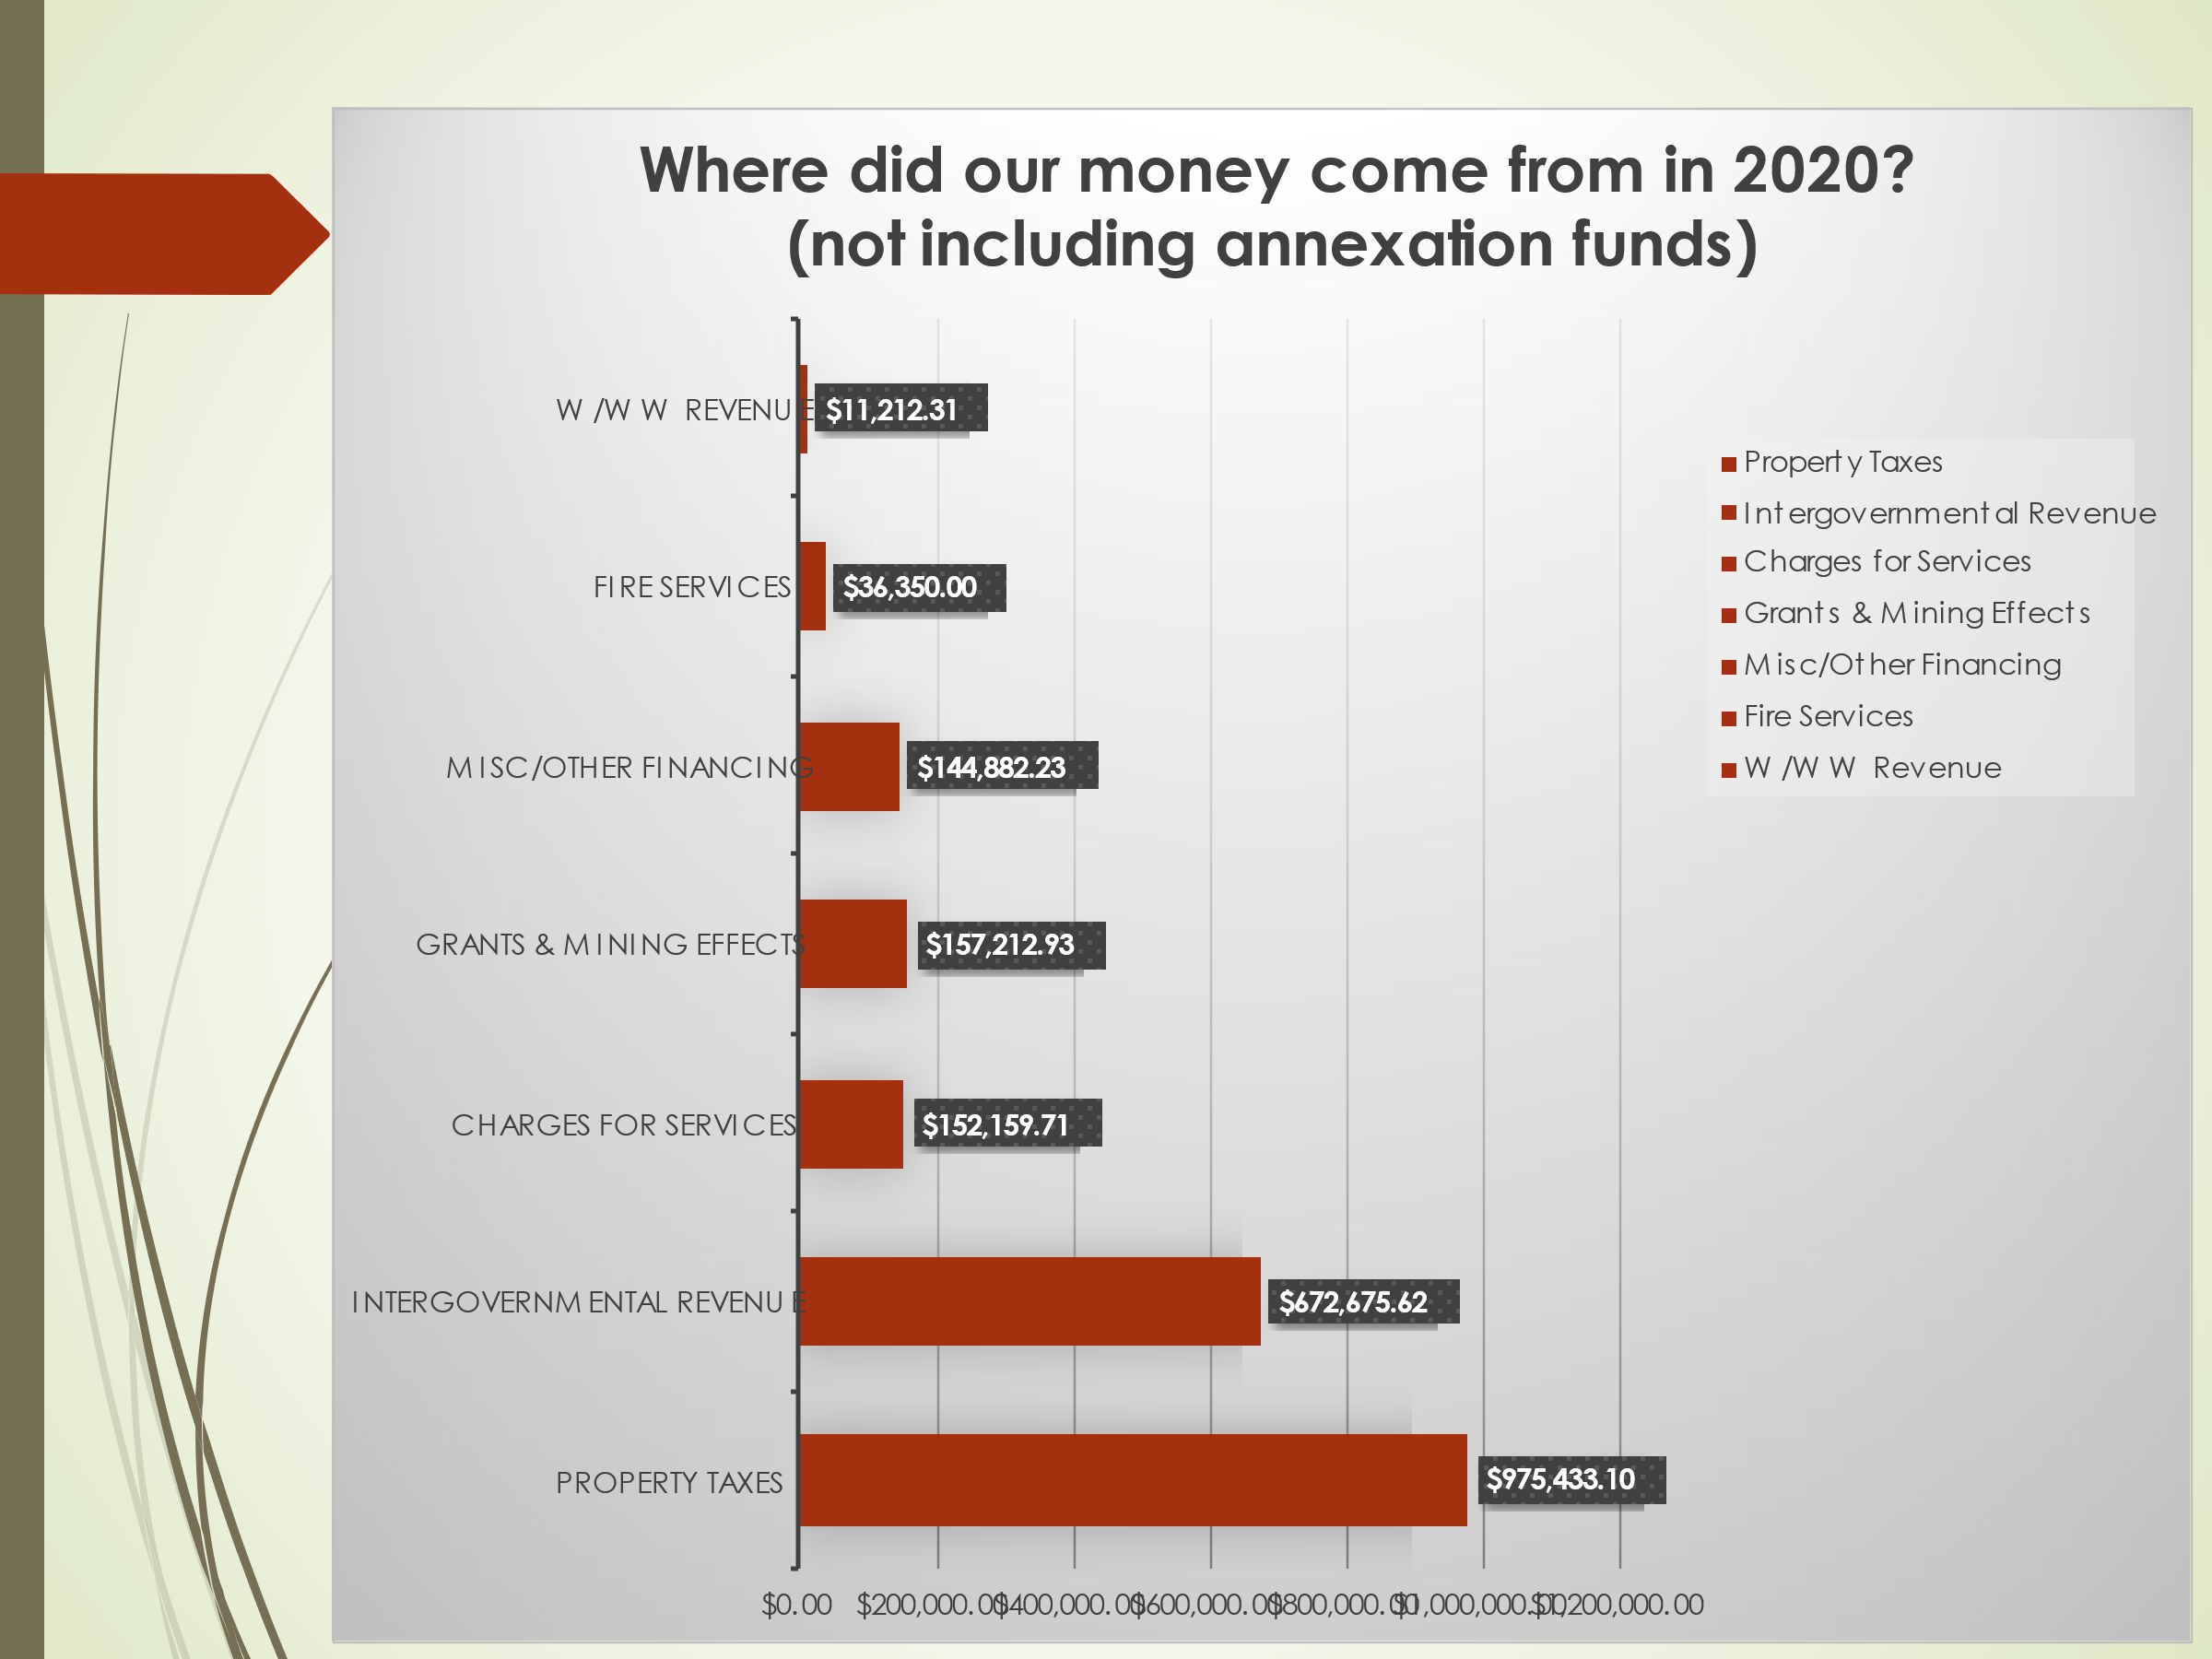 Where did our money come from in 2020?
(not including annexation funds)
W/WW REVENUE
$11,212.31
FIRE SERVICES
$36,350.00
MISC/OTHER FINANCING
$144,882.23
GRANTS & MINING EFFECTS
$157,212.93
CHARGES FOR SERVICES
$152,159.71
INTERGOVERNMENTAL REVENUE
$672,675.62
PROPERTY TAXES
$975,433.10
$0.00 $200,000.00 $400,000.00 $600,000.00 $800,000.00 $1,000,000.00 $1,200,000.00
Property Taxes
Intergovernmental Revenue
Charges for Services
Grants & Mining Effects
Misc/Other Financing
Fire Services
W/WW Revenue